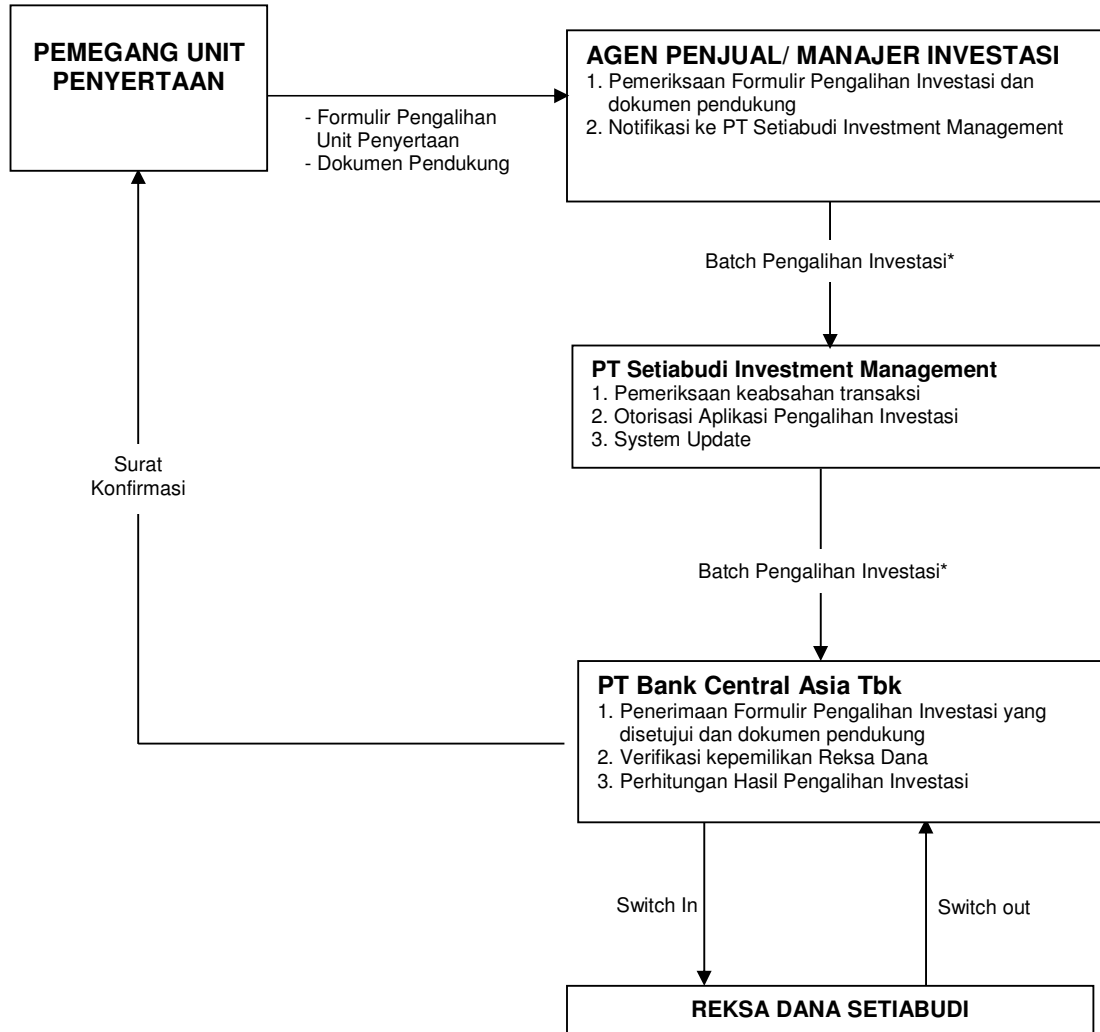 PEMEGANG UNIT
PENYERTAAN
- Formulir Pengalihan
Unit Penyertaan
- Dokumen Pendukung
AGEN PENJUAL/ MANAJER INVESTASI
1. Pemeriksaan Formulir Pengalihan Investasi dan
dokumen pendukung
2. Notifikasi ke PT Setiabudi Investment Management
Batch Pengalihan Investasi*
PT Setiabudi Investment Management
1. Pemeriksaan keabsahan transaksi
2. Otorisasi Aplikasi Pengalihan Investasi
3. System Update
Batch Pengalihan Investasi*
PT Bank Central Asia Tbk
1. Penerimaan Formulir Pengalihan Investasi yang
disetujui dan dokumen pendukung
2. Verifikasi kepemilikan Reksa Dana
3. Perhitungan Hasil Pengalihan Investasi
Surat
Konfirmasi
Switch In
Switch out
REKSA DANA SETIABUDI